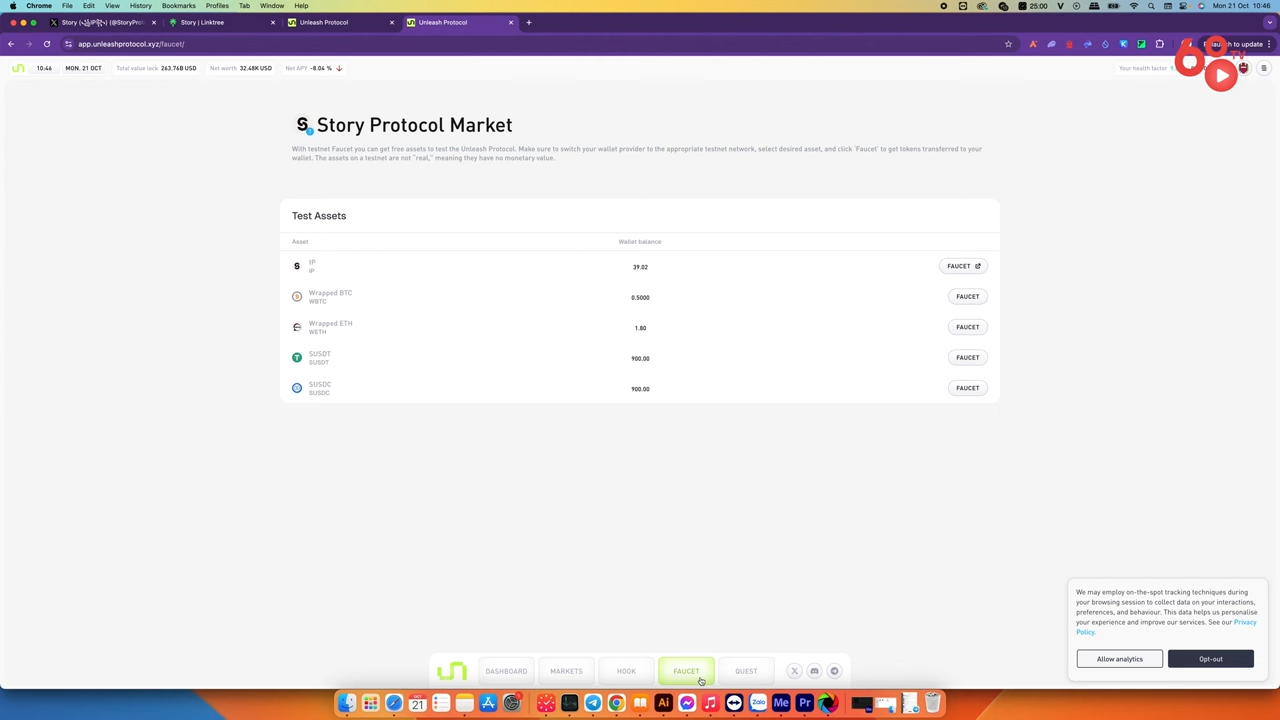 Chrome File Edit View History Bookmarks Profiles Tab Window Help
25:00 Mon 21 Oct 10:46
Story | Linktree
Unleash Protocol
Unleash Protocol
app.unleashprotocol.xyz/faucet/
10:46 MON. 21 OCT Total value lock 263.76B USD Net worth 32.48K USD Net APY -8.04 %
Your health factor
TV
Story Protocol Market
With testnet Faucet you can get free assets to test the Unleash Protocol. Make sure to switch your wallet provider to the appropriate testnet network, select desired asset, and click 'Faucet' to get tokens transferred to your
wallet. The assets on a testnet are not "real," meaning they have no monetary value.
Test Assets
Asset Wallet balance
IP
IP
39.02 FAUCET
Wrapped BTC
WBTC
0.5000 FAUCET
Wrapped ETH
WETH
1.80 FAUCET
SUSDT
SUSDT
900.00 FAUCET
SUSDC
SUSDC
900.00 FAUCET
We may employ on-the-spot tracking techniques during
your browsing session to collect data on your interactions,
preferences, and behaviour. This data helps us personalise
your experience and improve our services. See our Privacy
Policy.
Allow analytics Opt-out
DASHBOARD MARKETS HOOK FAUCET QUEST